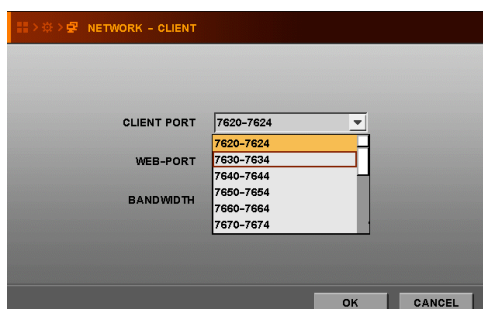 > > NETWORK - CLIENT
CLIENT PORT 7620-7624
7620-7624
WEB-PORT 7630-7634
7640-7644
BANDWIDTH 7650-7654
7660-7664
7670-7674
OK CANCEL